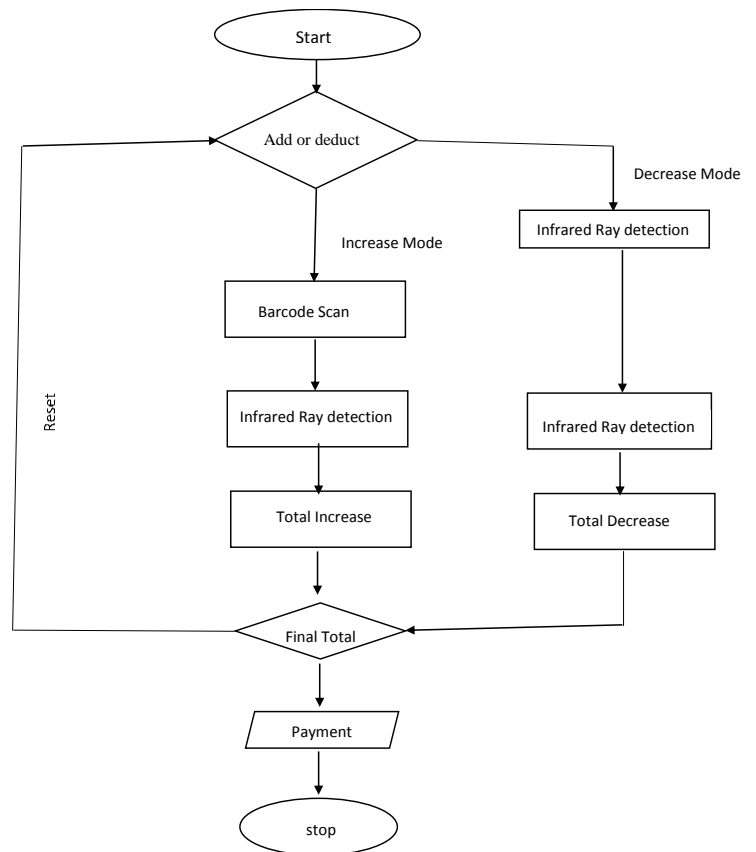 Start
Add or deduct
Decrease Mode
Infrared Ray detection
Increase Mode
Barcode Scan
Reset
Infrared Ray detection
Infrared Ray detection
Total Increase
Total Decrease
Final Total
Payment
stop